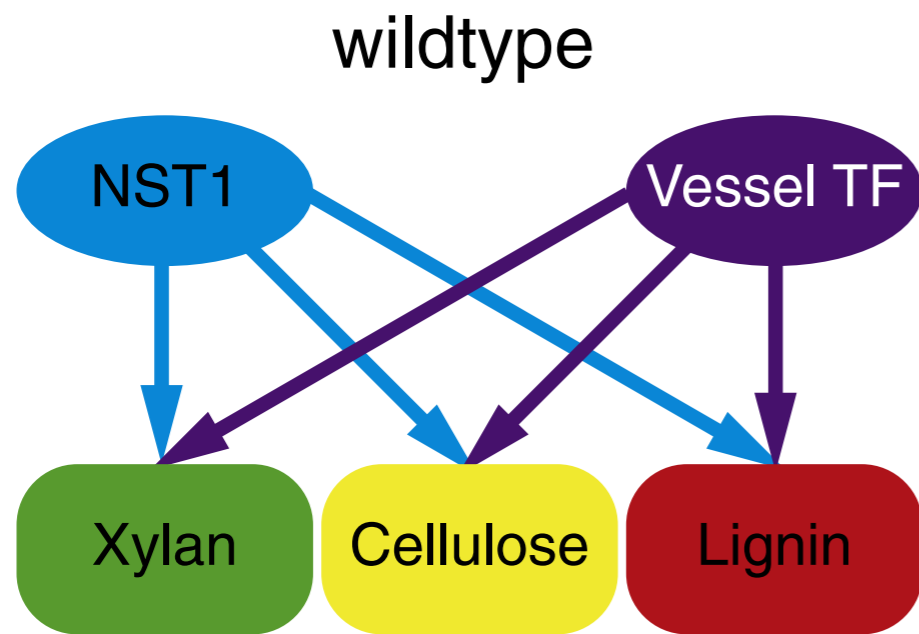 wildtype
NST1
Vessel TF
Xylan
Cellulose
Lignin